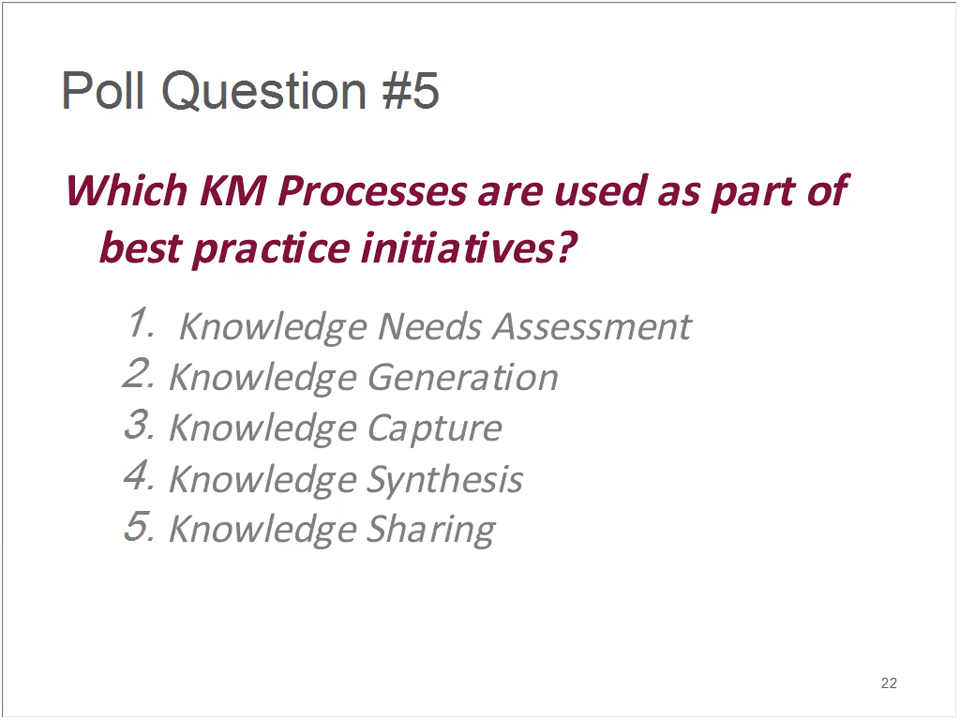 Poll Question #5
Which KM Processes are used as part of
best practice initiatives?
1. Knowledge Needs Assessment
2. Knowledge Generation
3. Knowledge Capture
4. Knowledge Synthesis
5. Knowledge Sharing
22